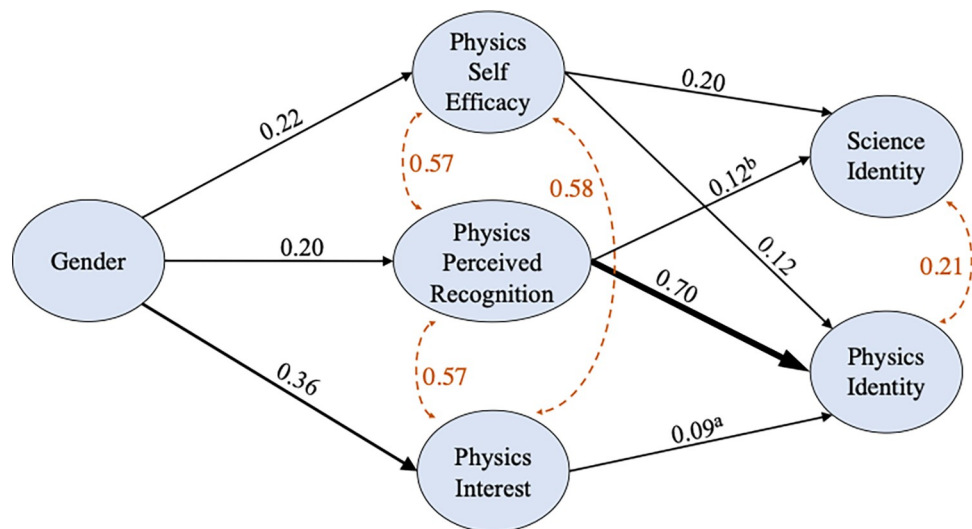 Physics
Self
Efficacy
0.20
0.22
Science
Identity
0.57
0.58
0.12ᵇ
Gender
0.20
Physics
Perceived
Recognition
0.12
0.21
0.70
0.36
0.57
Physics
Identity
0.09ᵃ
Physics
Interest